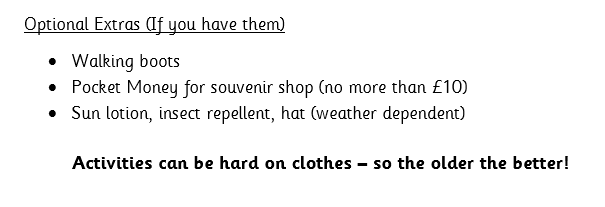 Optional Extras (If you have them)
• Walking boots
• Pocket Money for souvenir shop (no more than £10)
• Sun lotion, insect repellent, hat (weather dependent)
Activities can be hard on clothes – so the older the better!